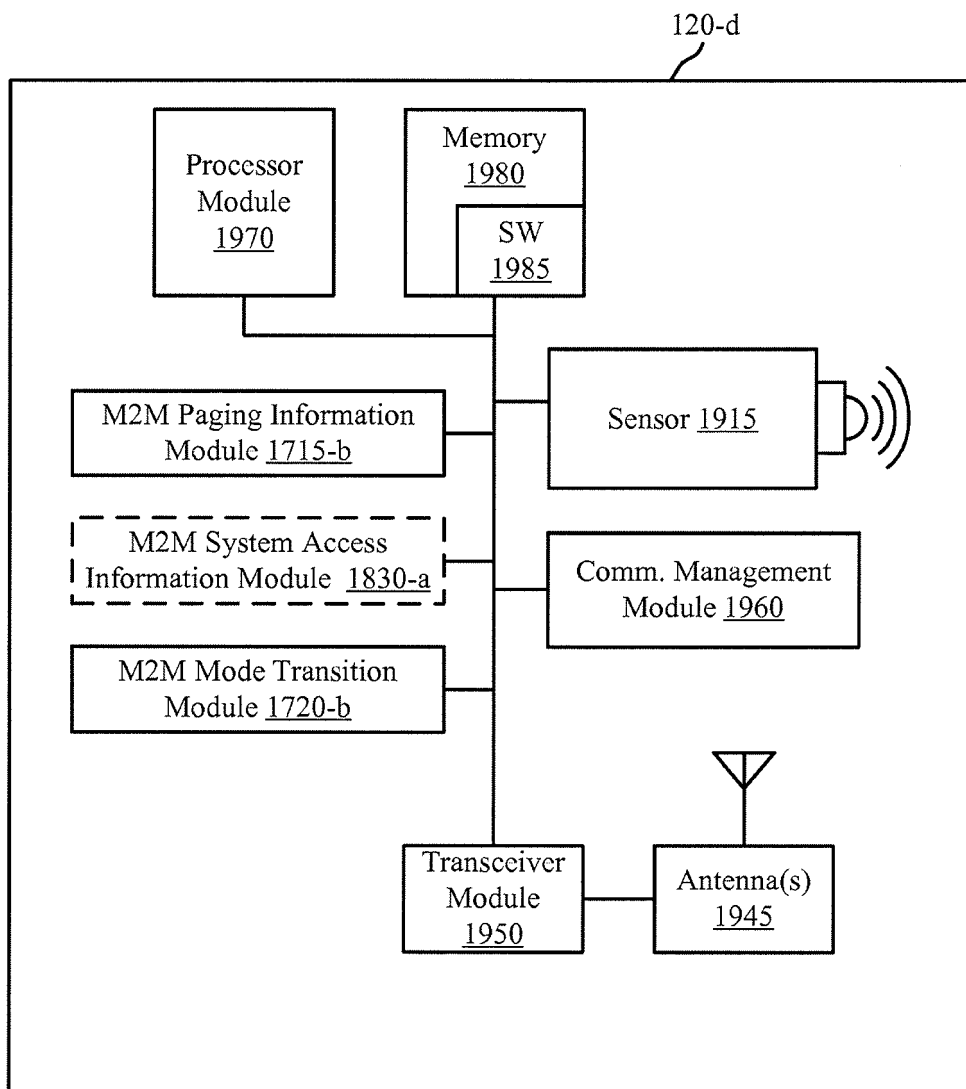 120-d
Processor
Module
1970
Memory
1980
SW
1985
M2M Paging Information
Module 1715-b
Sensor 1915
M2M System Access
Information Module 1830-a
Comm. Management
Module 1960
M2M Mode Transition
Module 1720-b
Transceiver
Module
1950
Antenna(s)
1945